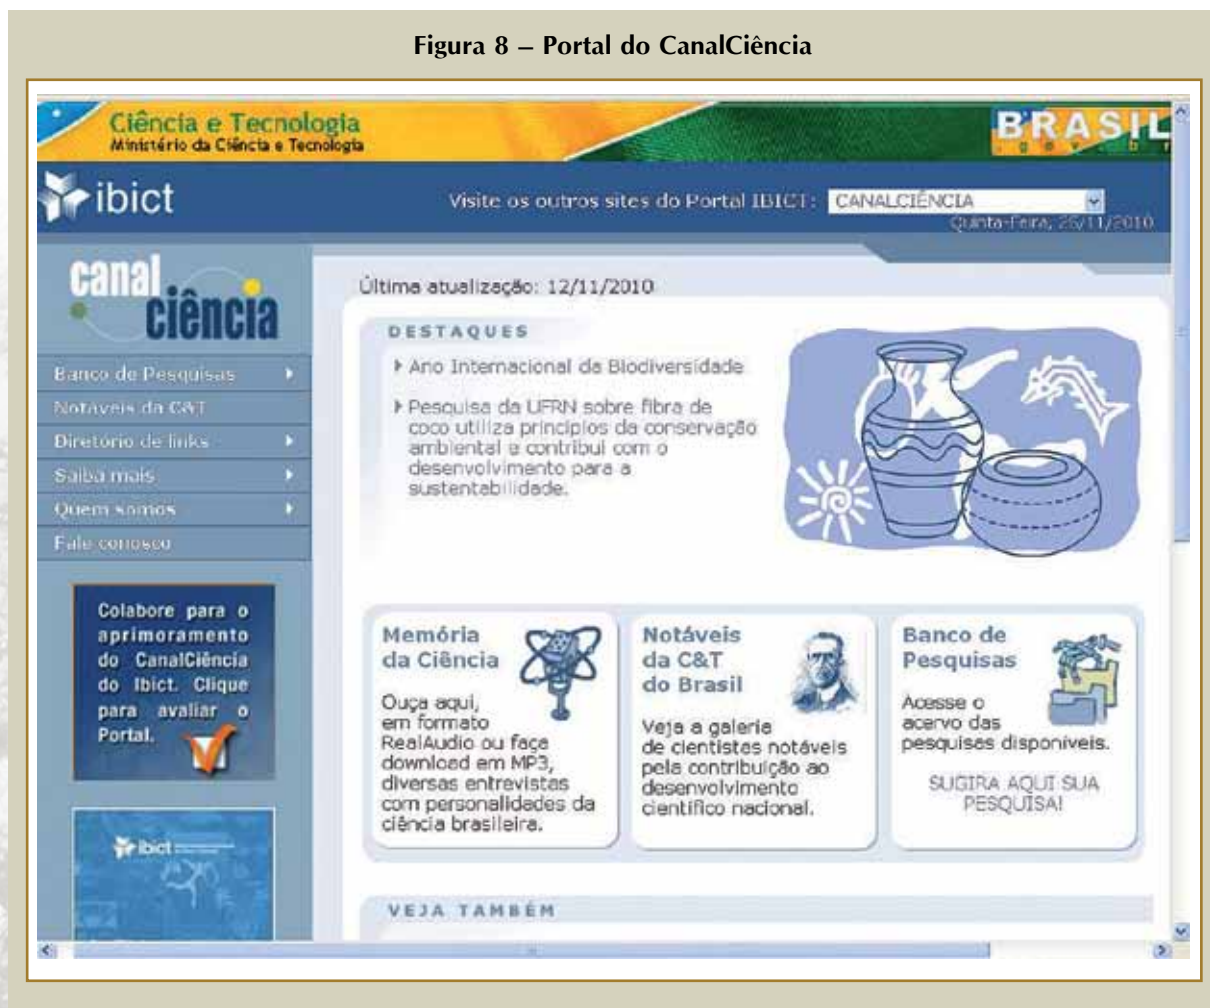 Figura 8 – Portal do CanalCiência
Ciência e Tecnologia
Ministério da Ciência e Tecnologia
BRASIL
ibict
Visite os outros sites do Portal IBICT:
CANALCIÊNCIA
Quinta-Feira, 25/11/2010
canal
ciência
Banco de Pesquisas
Notáveis da C&T
Diretório de links
Saiba mais
Quem somos
Fale conosco
Colabore para o
aprimoramento
do CanalCiência
do Ibict. Clique
para avaliar o
Portal.
ibict
Última atualização: 12/11/2010
DESTAQUES
Ano Internacional da Biodiversidade
Pesquisa da UFRN sobre fibra de
coco utiliza princípios da conservação
ambiental e contribui com o
desenvolvimento para a
sustentabilidade.
Memória
da Ciência
Ouça aqui,
em formato
RealAudio ou faça
download em MP3,
diversas entrevistas
com personalidades da
ciência brasileira.
Notáveis
da C&T
do Brasil
Veja a galeria
de cientistas notáveis
pela contribuição ao
desenvolvimento
científico nacional.
Banco de
Pesquisas
Acesse o
acervo das
pesquisas disponíveis.
SUGIRA AQUI SUA
PESQUISA!
VEJA TAMBÉM